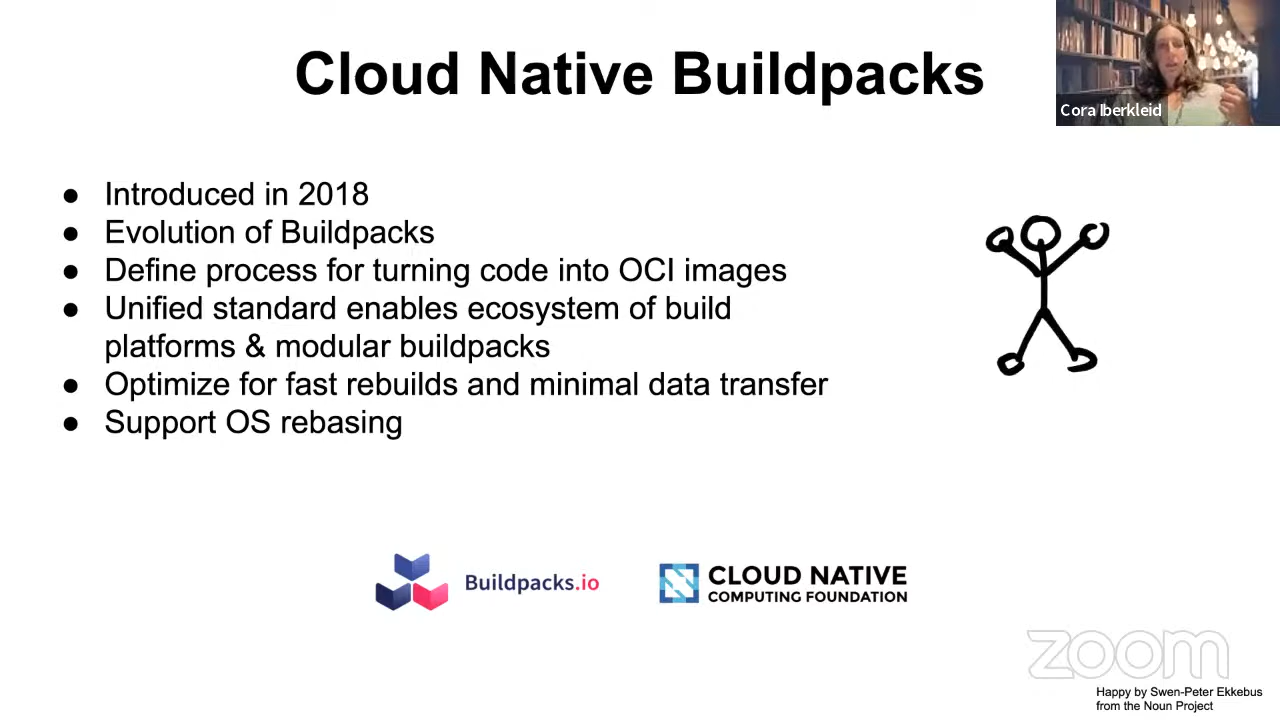 Cloud Native Buildpacks
Cora Iberkleid
● Introduced in 2018
● Evolution of Buildpacks
● Define process for turning code into OCI images
● Unified standard enables ecosystem of build
platforms & modular buildpacks
● Optimize for fast rebuilds and minimal data transfer
● Support OS rebasing
Buildpacks.io
CLOUD NATIVE
COMPUTING FOUNDATION
zoom
Happy by Swen-Peter Ekkebus
from the Noun Project